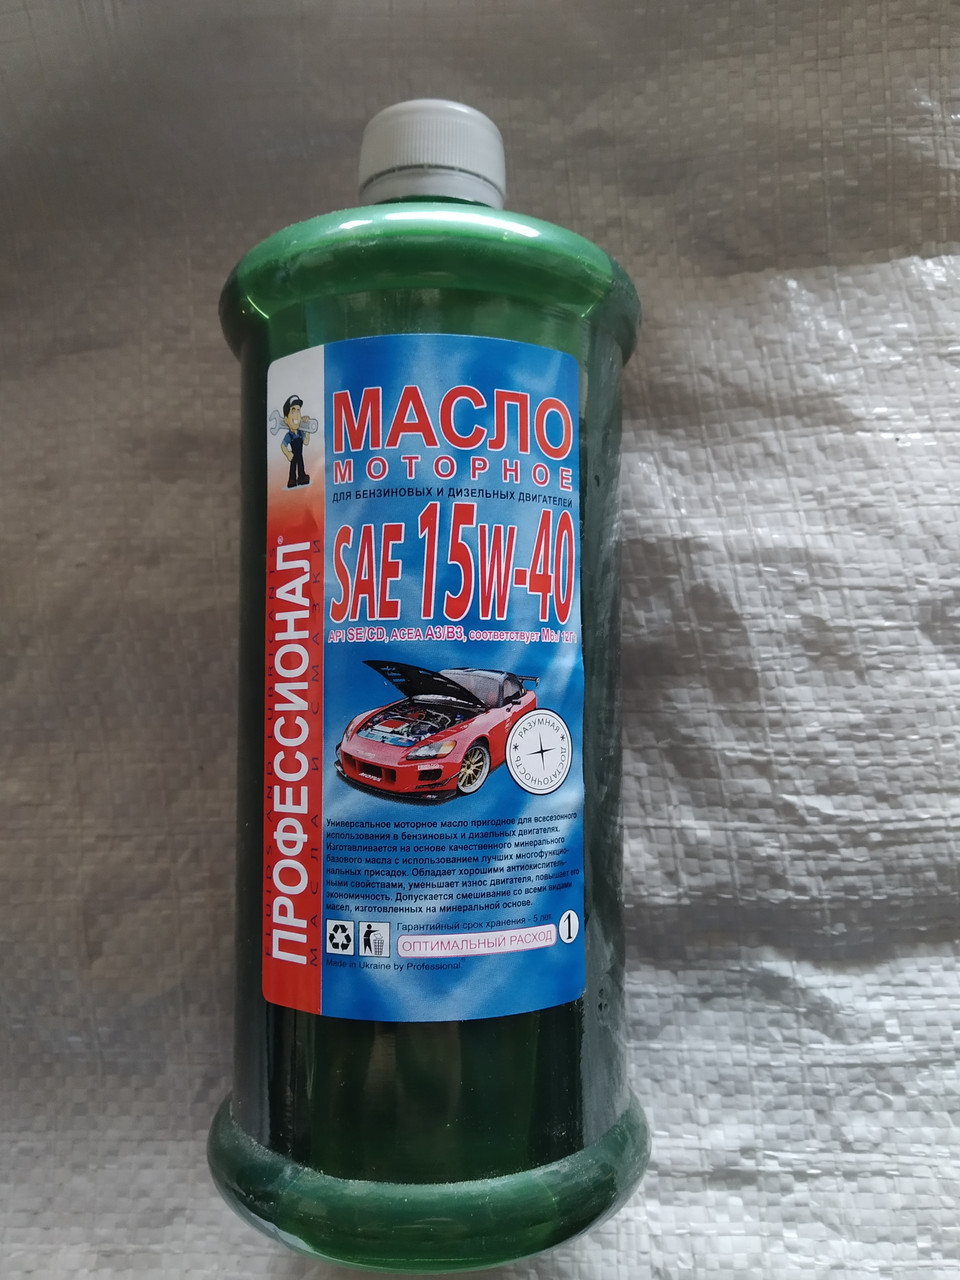 МАСЛО
МОТОРНОЕ
ДЛЯ БЕНЗИНОВЫХ И ДИЗЕЛЬНЫХ ДВИГАТЕЛЕЙ
SAE 15W-40
API SE/CD, ACEA A3/B3, соответствует
РАЗУМНАЯ ДОСТАТОЧНОСТЬ
Универсальное моторное масло пригодное для всесезонного
использования в бензиновых и дизельных двигателях.
Изготавливается на основе качественного минерального
базового масла с использованием лучших многофункцио-
нальных присадок. Обладает хорошими антиокислитель-
ными свойствами, уменьшает износ двигателя, повышает его
экономичность. Допускается смешивание со всеми видами
масел, изготовленных на минеральной основе.
Гарантийный срок хранения - 5 лет.
ОПТИМАЛЬНЫЙ РАСХОД
1
Made in Ukraine by Professional.
FLUIDS AND LUBRICANTS
ПРОФЕССИОНАЛ®
МАСЛА И СМАЗКИ